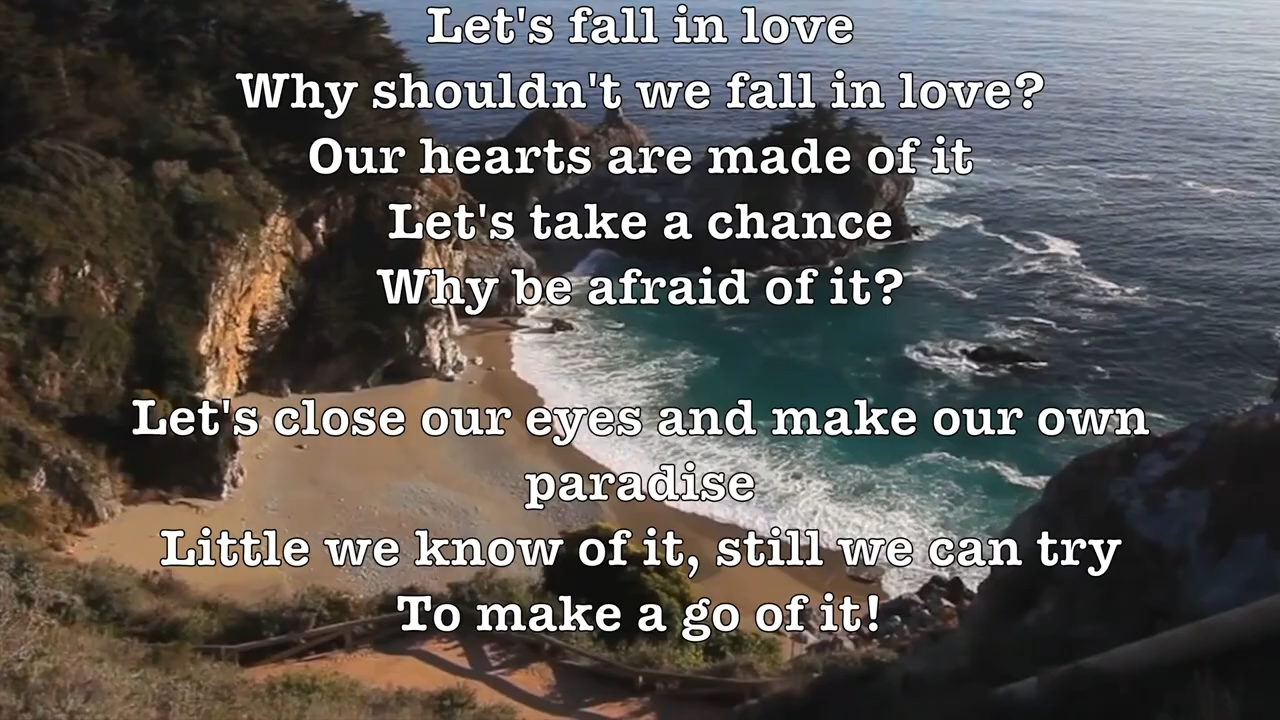 Let's fall in love
Why shouldn't we fall in love?
Our hearts are made of it
Let's take a chance
Why be afraid of it?
Let's close our eyes and make our own
paradise
Little we know of it, still we can try
To make a go of it!